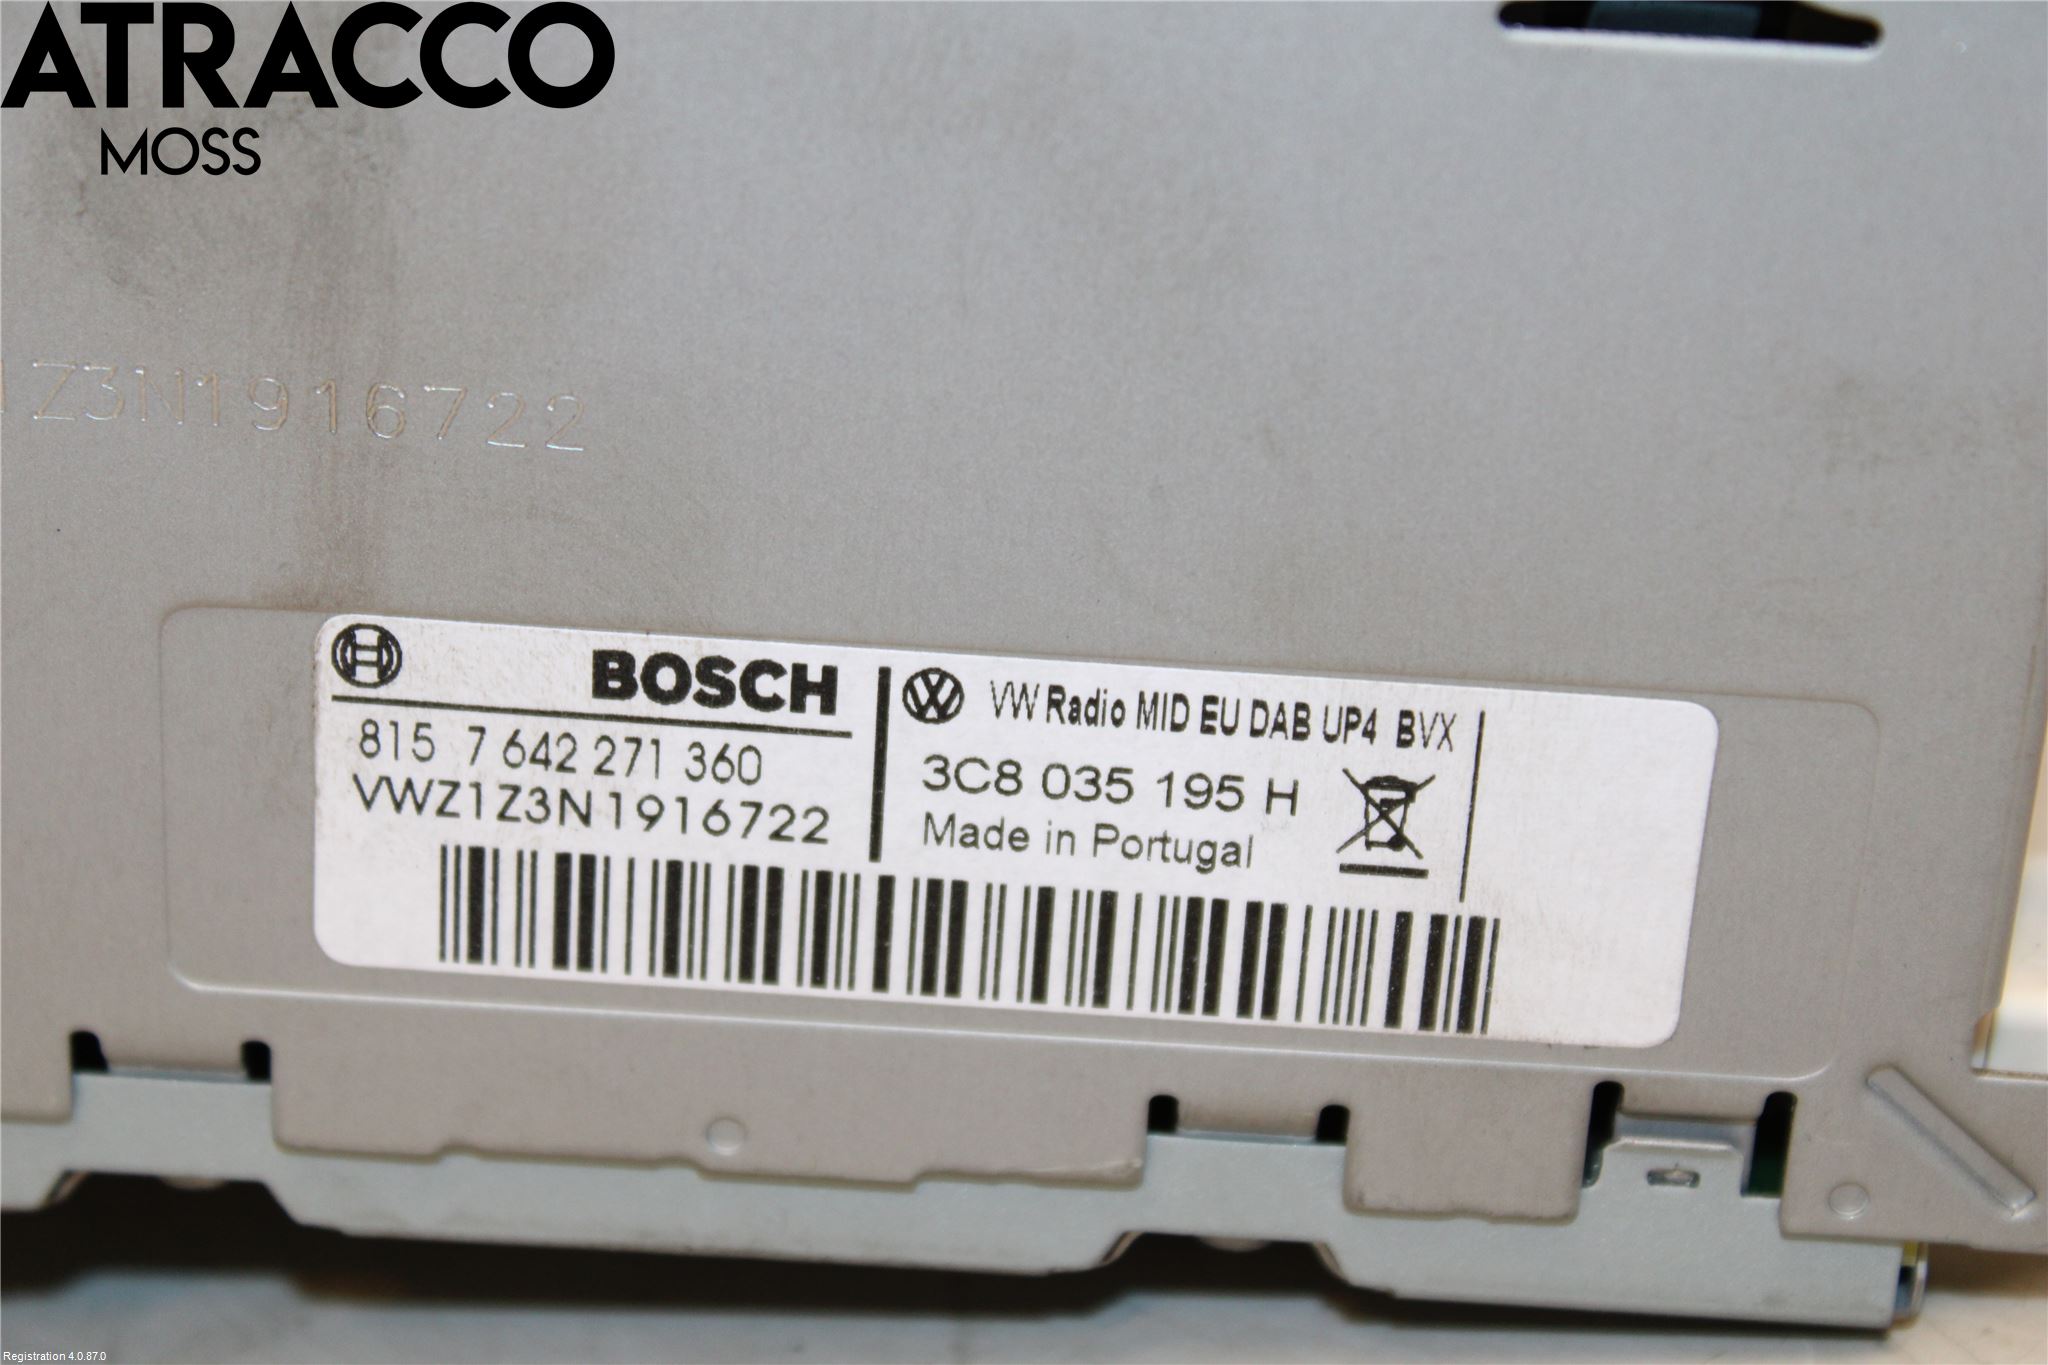 ATRACCO
MOSS
1Z3N1916722
BOSCH
815 7 642 271 360
VWZ1Z3N1916722
VW Radio MID EU DAB UP4 BVX
3C8 035 195 H
Made in Portugal
Registration 4.0.87.0